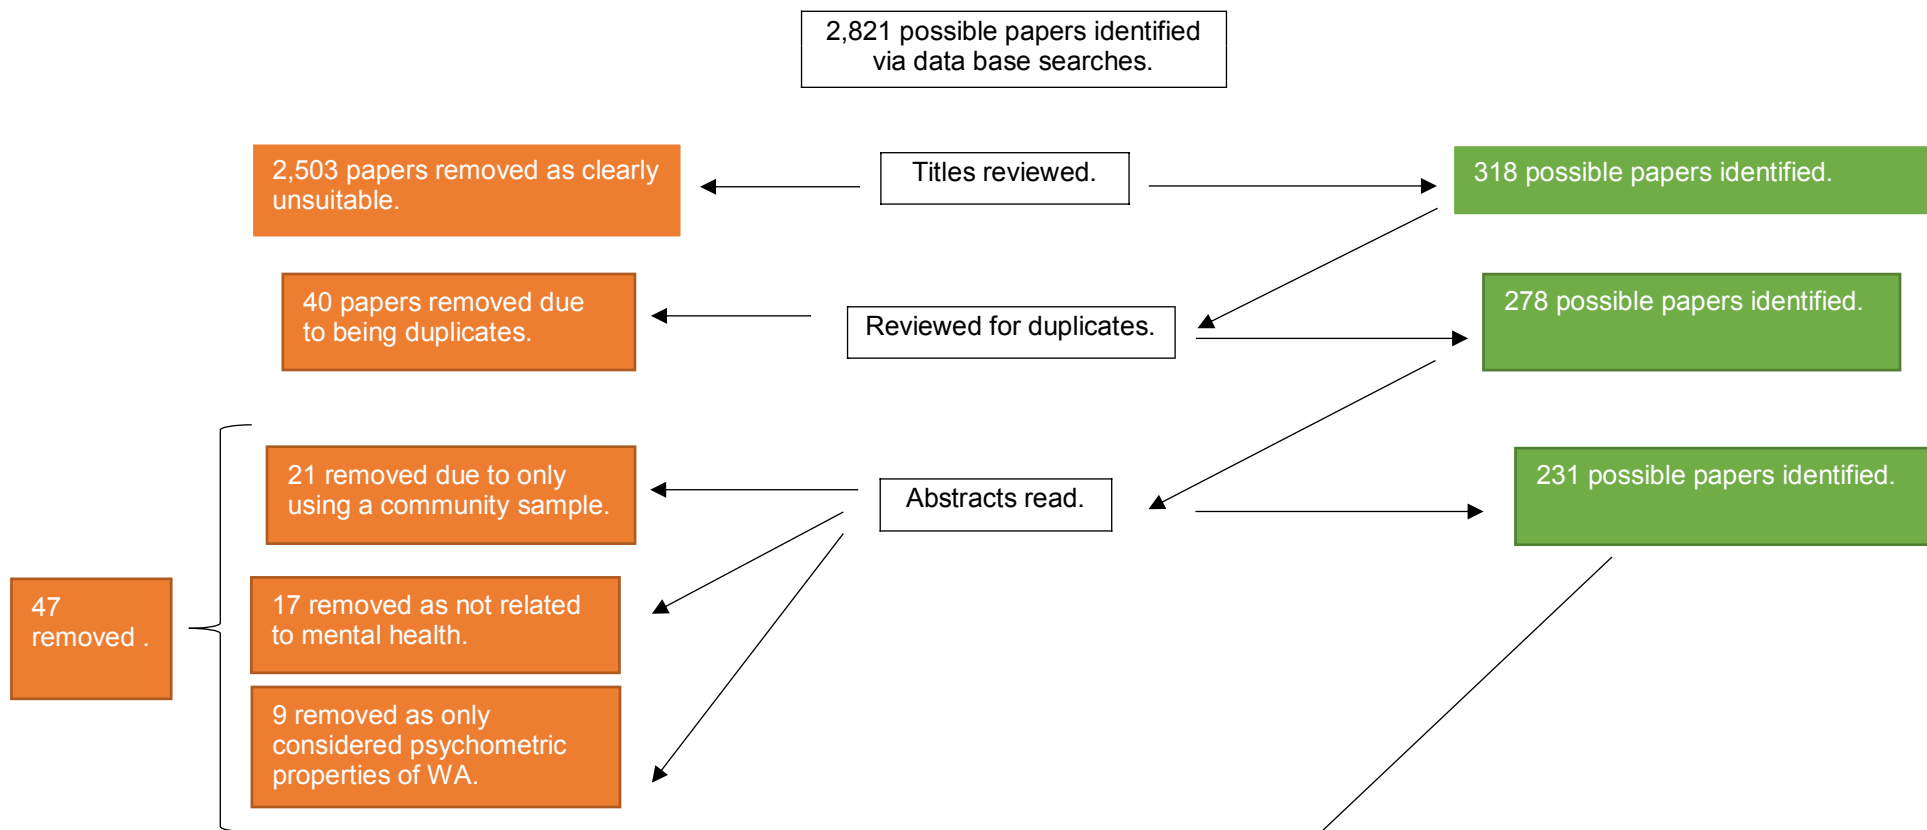 2,821 possible papers identified
via data base searches.
2,503 papers removed as clearly
unsuitable.
Titles reviewed.
318 possible papers identified.
40 papers removed due
to being duplicates.
Reviewed for duplicates.
278 possible papers identified.
21 removed due to only
using a community sample.
Abstracts read.
231 possible papers identified.
47
removed .
17 removed as not related
to mental health.
9 removed as only
considered psychometric
properties of WA.